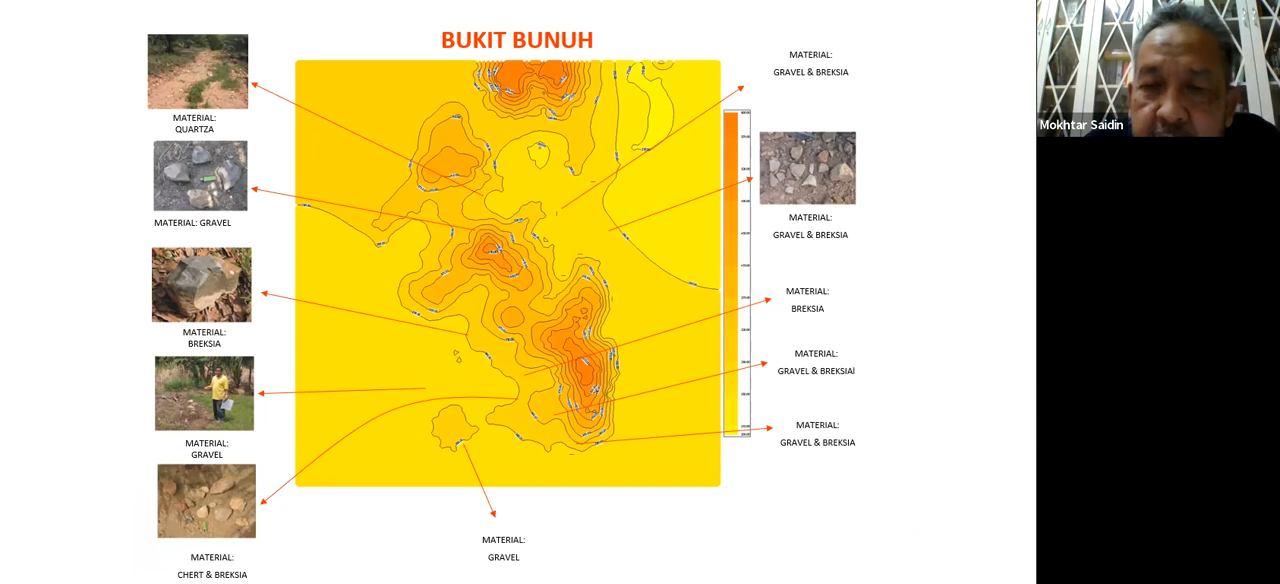 BUKIT BUNUH
MATERIAL:
QUARTZA
MATERIAL: GRAVEL
MATERIAL:
BREKSIA
MATERIAL:
GRAVEL
MATERIAL:
CHERT & BREKSIA
MATERIAL:
GRAVEL
MATERIAL:
GRAVEL & BREKSIA
MATERIAL:
GRAVEL & BREKSIA
MATERIAL:
BREKSIA
MATERIAL:
GRAVEL & BREKSIAl
MATERIAL:
GRAVEL & BREKSIA
Mokhtar Saidin